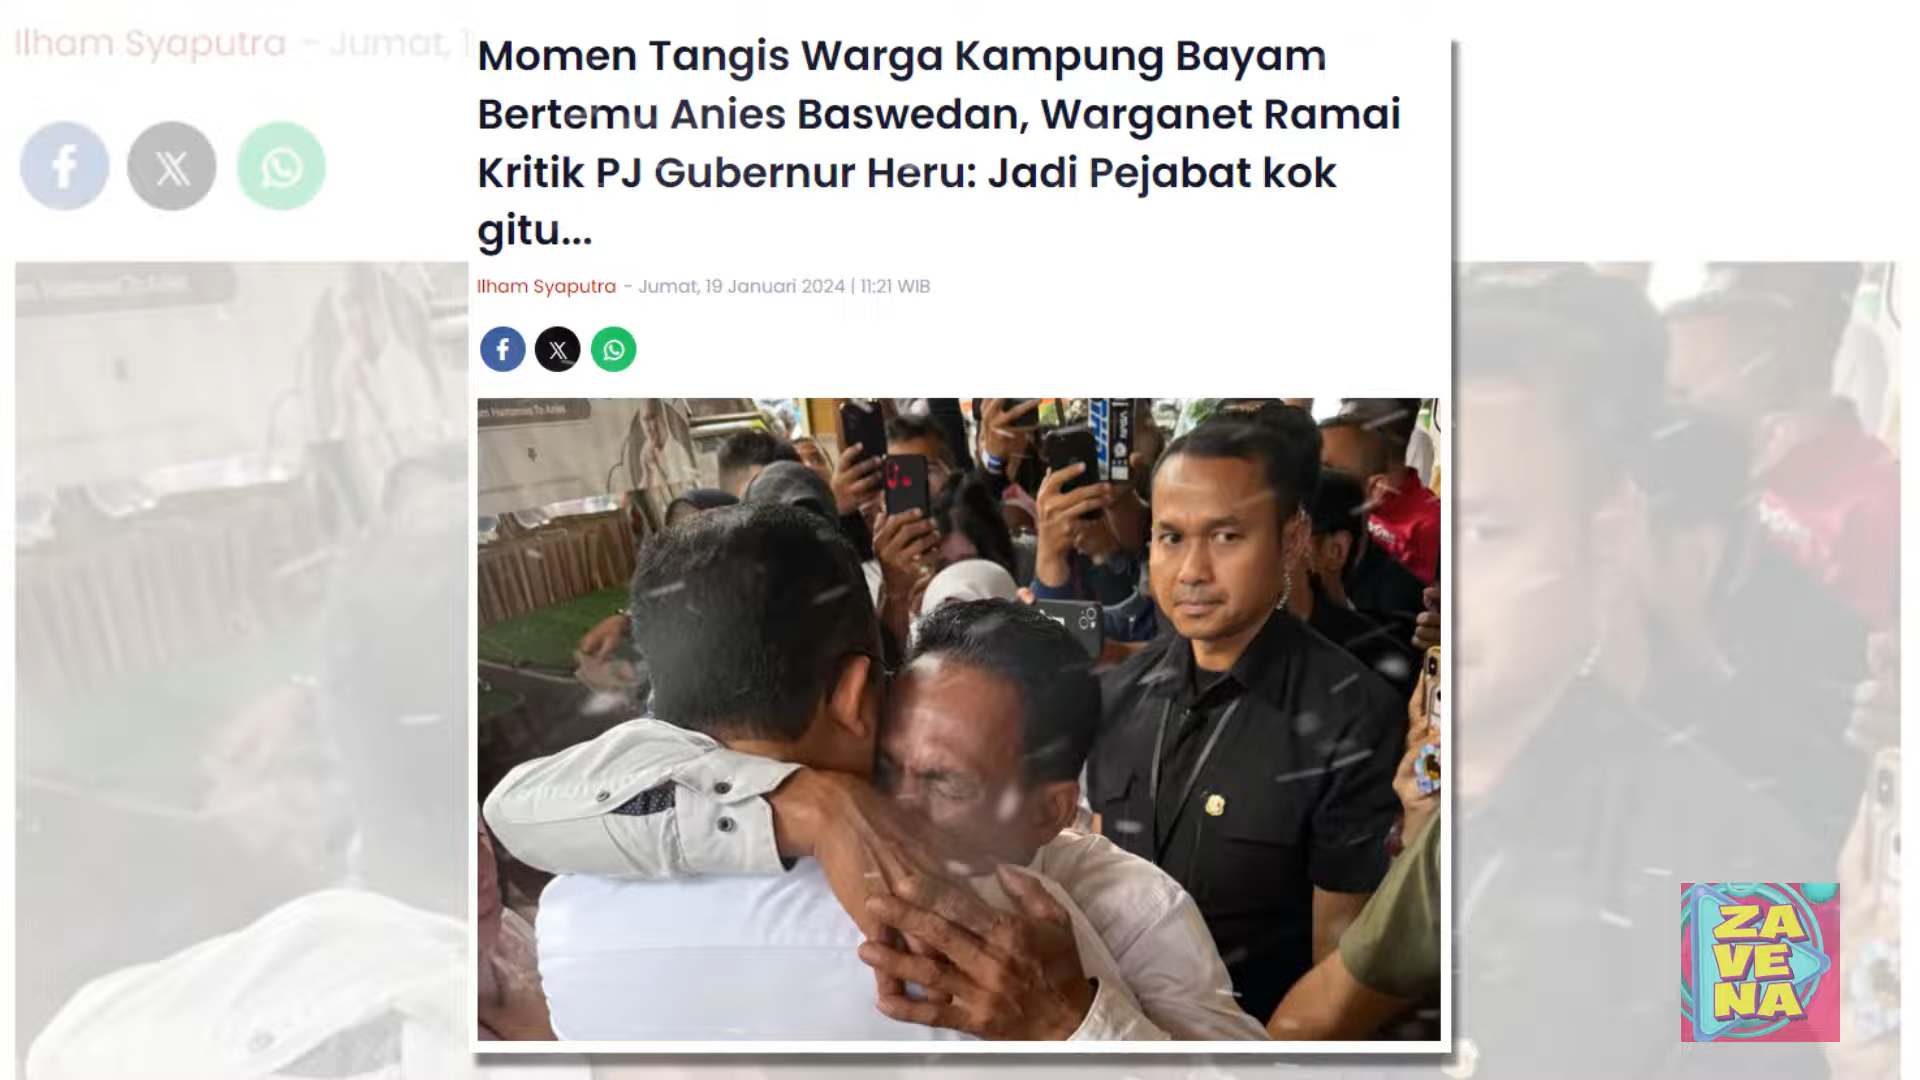 Ilham Syaputra - Jumat, 1
Momen Tangis Warga Kampung Bayam
Bertemu Anies Baswedan, Warganet Ramai
Kritik PJ Gubernur Heru: Jadi Pejabat kok
gitu...
Ilham Syaputra - Jumat, 19 Januari 2024 | 11:21 WIB
ZA
VE
NA